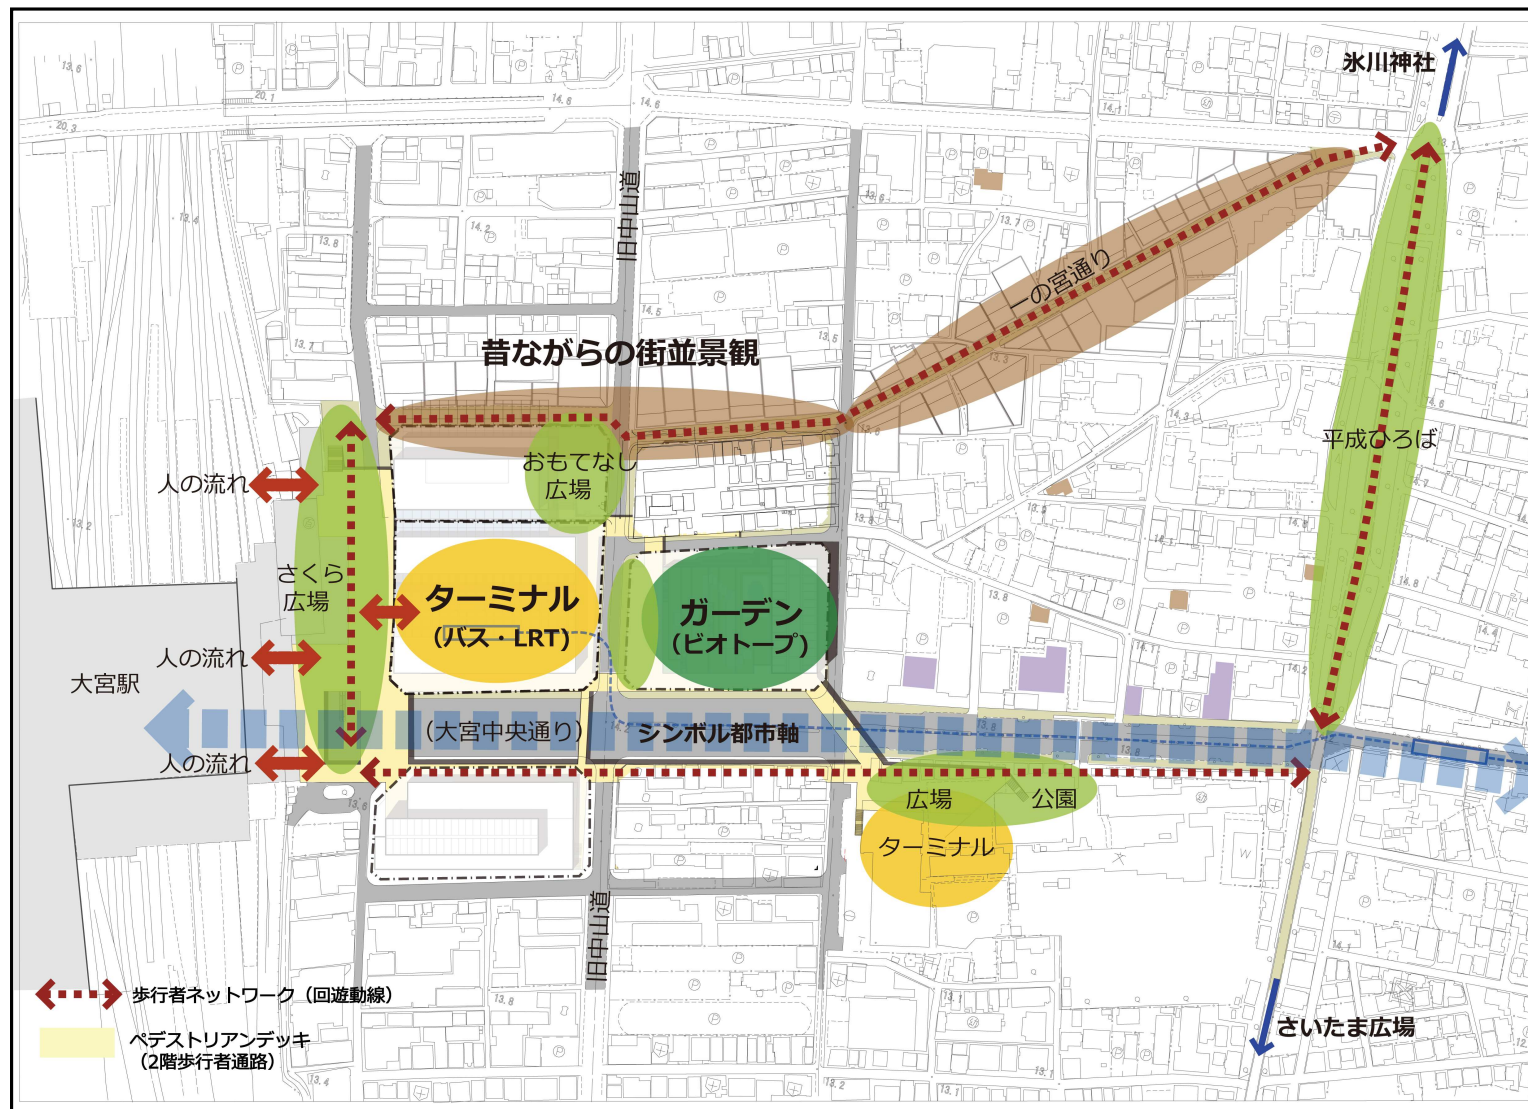 氷川神社
旧中山道
一の宮通り
昔ながらの街並景観
平成ひろば
おもてなし
広場
人の流れ
さくら
広場
ターミナル
(バス・LRT)
ガーデン
(ビオトープ)
人の流れ
大宮駅
(大宮中央通り)
シンボル都市軸
人の流れ
広場
公園
ターミナル
旧中山道
歩行者ネットワーク（回遊動線）
さいたま広場
ペデストリアンデッキ
（2階歩行者通路）